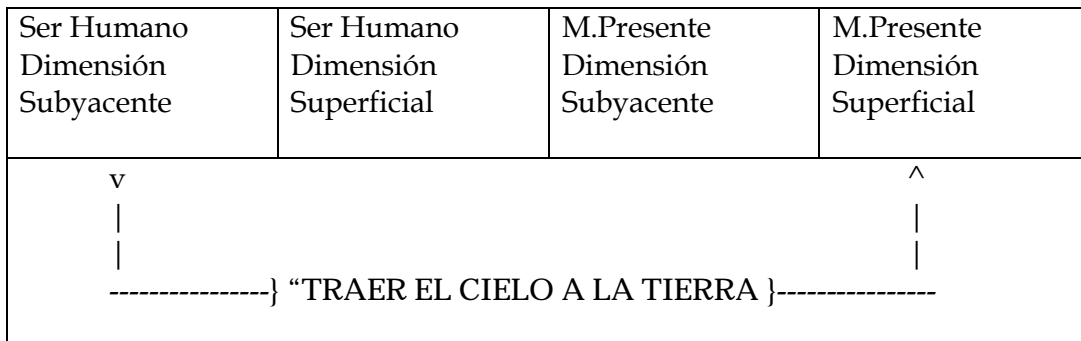 Ser Humano
Dimensión
Subyacente
Ser Humano
Dimensión
Superficial
M.Presente
Dimensión
Subyacente
M.Presente
Dimensión
Superficial
v ^
| |
| |
----------------} “TRAER EL CIELO A LA TIERRA }----------------